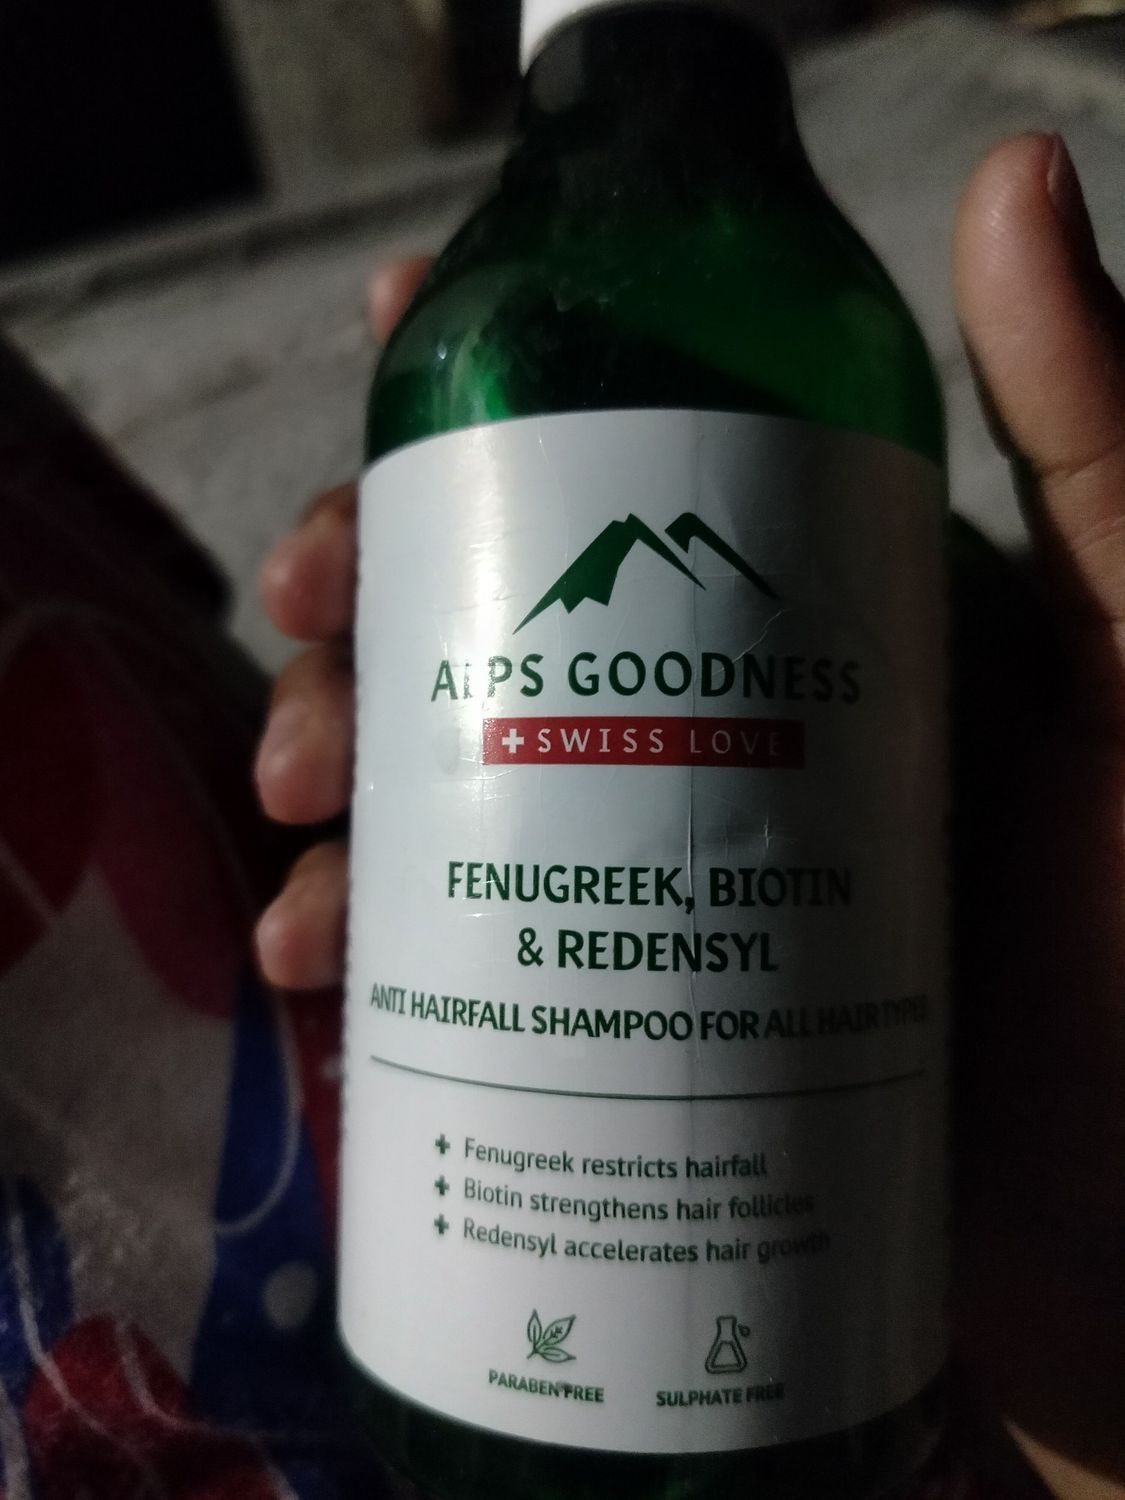 ALPS GOODNESS
SWISS LOVE
FENUGREEK, BIOTIN
& REDENSYL
ANTI HAIRFALL SHAMPOO FOR ALL HAIR TYPES
Fenugreek restricts hairfall
Biotin strengthens hair follicles
Redensyl accelerates hair growth
PARABEN FREE
SULPHATE FREE